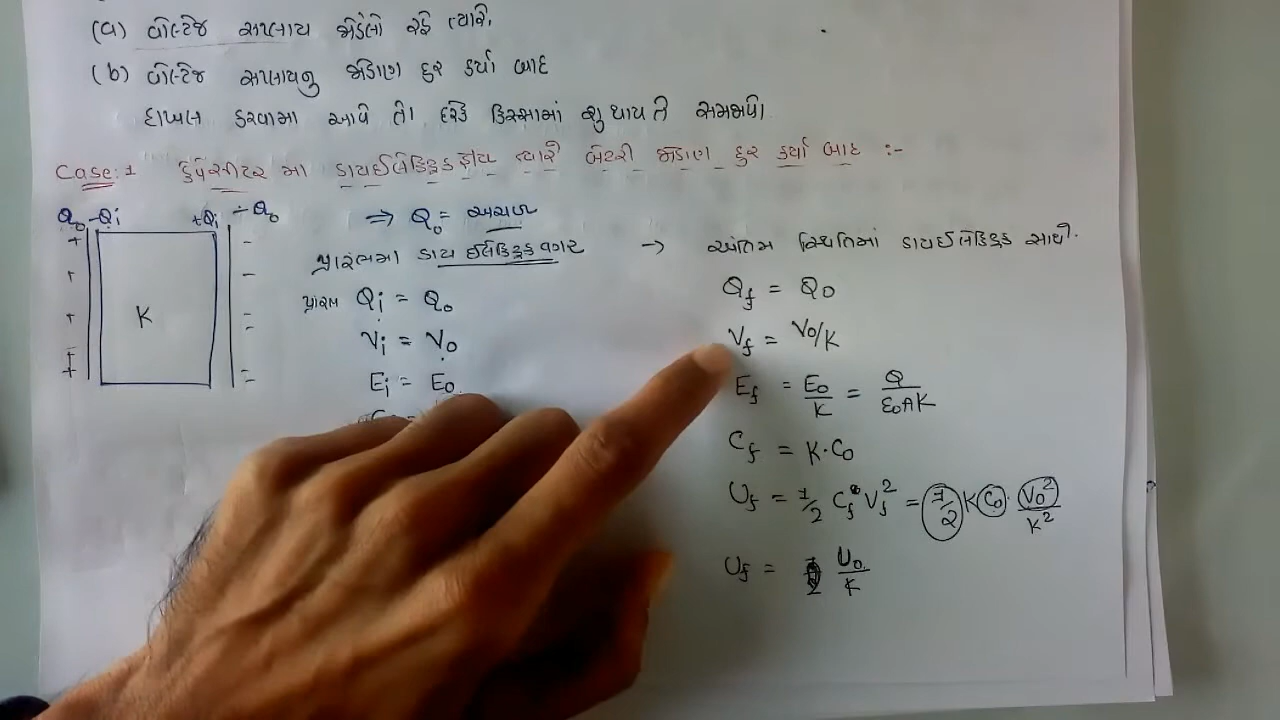 (a) વોલ્ટેજ સપ્લાય જોડેલો રહે ત્યારે,
(b) વોલ્ટેજ સપ્લાયનુ જોડાણ દુર કર્યા બાદ
દાખલ કરવામા આવે તો દરેક કિસ્સામાં શુ થાય તે સમજાવો.
Case:1 કેપેસીટર મા ડાયઈલેક્ટ્રિક હોય ત્યારે બેટરી જોડાણ દુર કર્યા બાદ :-
Q₀ -Qi +Qi -Q₀
K
⇒ Q₀ = અચળ
પ્રારંભમા ડાય ઈલેક્ટ્રિક વગર
Qi = Q₀
Vi = V₀
Ei = E₀
→ અંતિમ સ્થિતિમાં ડાયઈલેક્ટ્રિક સાથે.
Qf = Q0
Vf = V₀/K
Ef = E₀/K = Q/ε₀AK
Cf = K·C₀
Uf = 1/2 Cf Vf² = 1/2 K C₀ · V₀²/K²
Uf = U₀/K